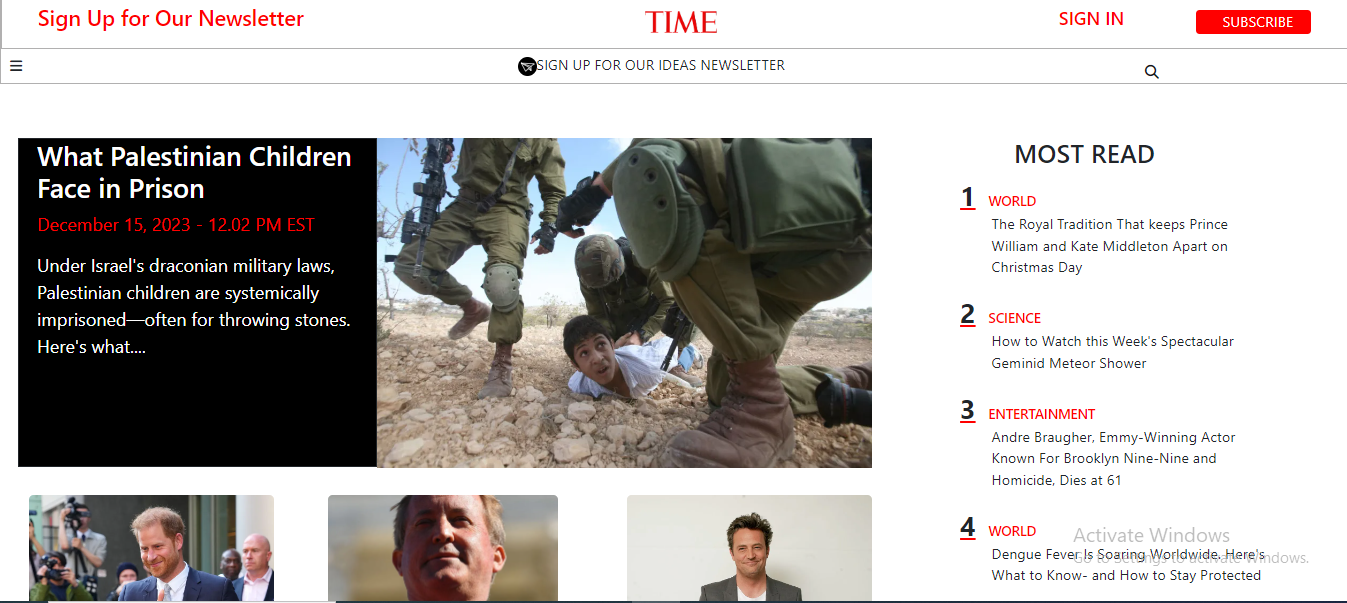 Sign Up for Our Newsletter
TIME
SIGN IN
SUBSCRIBE
SIGN UP FOR OUR IDEAS NEWSLETTER
What Palestinian Children
Face in Prison
December 15, 2023 - 12.02 PM EST
Under Israel's draconian military laws,
Palestinian children are systemically
imprisoned—often for throwing stones.
Here's what....
MOST READ
1 WORLD
The Royal Tradition That keeps Prince
William and Kate Middleton Apart on
Christmas Day
2 SCIENCE
How to Watch this Week's Spectacular
Geminid Meteor Shower
3 ENTERTAINMENT
Andre Braugher, Emmy-Winning Actor
Known For Brooklyn Nine-Nine and
Homicide, Dies at 61
4 WORLD
Dengue Fever Is Soaring Worldwide. Here's
What to Know- and How to Stay Protected
Activate Windows
Go to Settings to activate Windows.